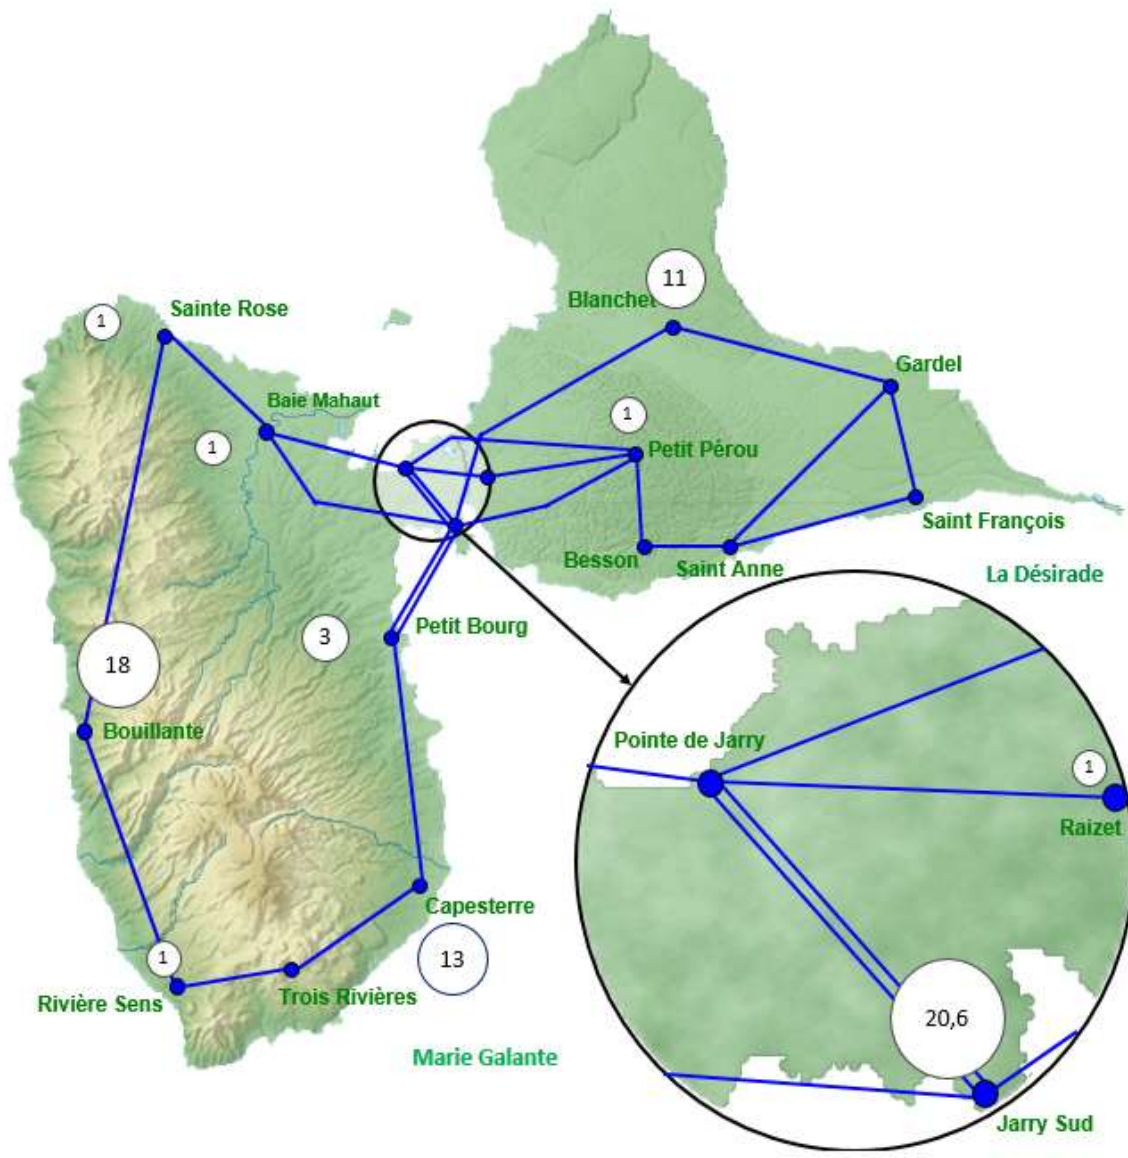 11
Blanchet
Sainte Rose
1
Gardel
Baie Mahaut
1
1
Petit Pérou
Saint François
Besson
Saint Anne
La Désirade
Petit Bourg
3
18
Bouillante
Pointe de Jarry
1
Raizet
Capesterre
13
1
Rivière Sens
Trois Rivières
20,6
Marie Galante
Jarry Sud